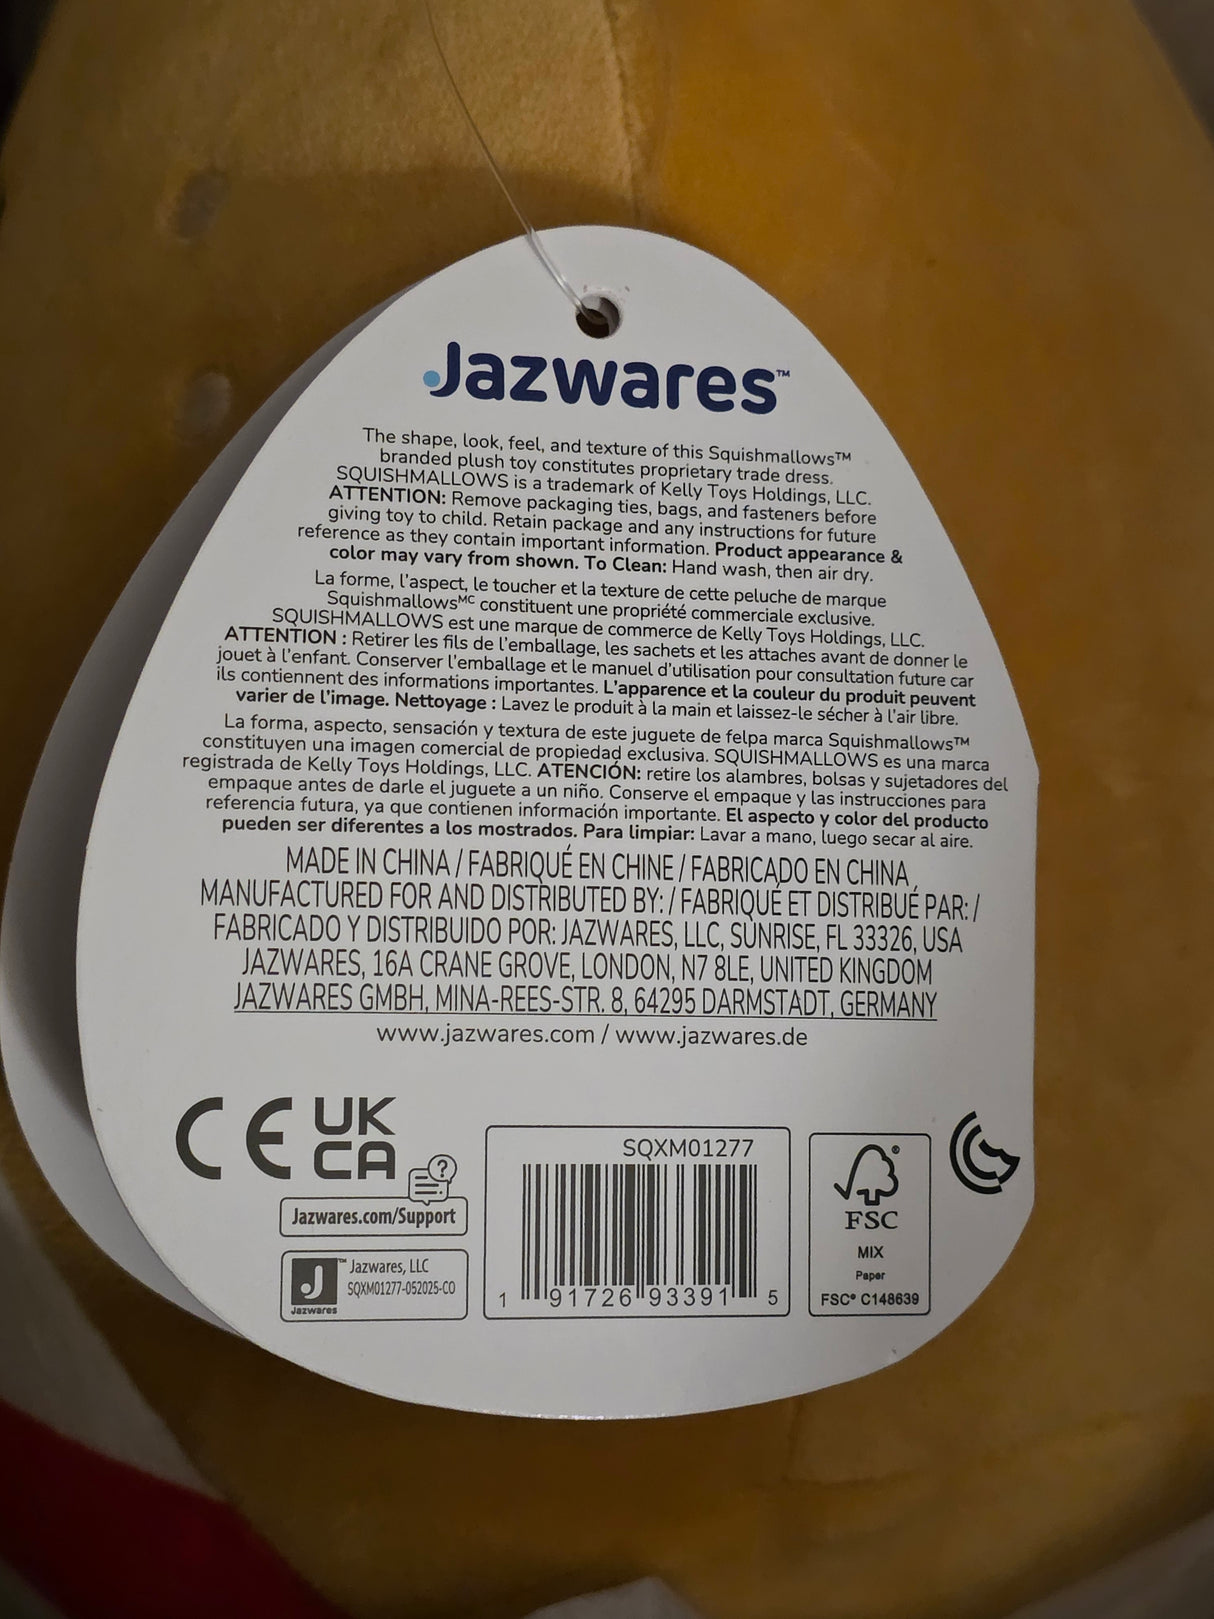 Jazwares™
The shape, look, feel, and texture of this Squishmallows™
branded plush toy constitutes proprietary trade dress.
SQUISHMALLOWS is a trademark of Kelly Toys Holdings, LLC.
ATTENTION: Remove packaging ties, bags, and fasteners before
giving toy to child. Retain package and any instructions for future
reference as they contain important information. Product appearance &
color may vary from shown. To Clean: Hand wash, then air dry.
La forme, l'aspect, le toucher et la texture de cette peluche de marque
Squishmallowsᴹᶜ constituent une propriété commerciale exclusive.
SQUISHMALLOWS est une marque de commerce de Kelly Toys Holdings, LLC.
ATTENTION : Retirer les fils de l'emballage, les sachets et les attaches avant de donner le
jouet à l'enfant. Conserver l'emballage et le manuel d'utilisation pour consultation future car
ils contiennent des informations importantes. L'apparence et la couleur du produit peuvent
varier de l'image. Nettoyage : Lavez le produit à la main et laissez-le sécher à l'air libre.
La forma, aspecto, sensación y textura de este juguete de felpa marca Squishmallows™
constituyen una imagen comercial de propiedad exclusiva. SQUISHMALLOWS es una marca
registrada de Kelly Toys Holdings, LLC. ATENCIÓN: retire los alambres, bolsas y sujetadores del
empaque antes de darle el juguete a un niño. Conserve el empaque y las instrucciones para
referencia futura, ya que contienen información importante. El aspecto y color del producto
pueden ser diferentes a los mostrados. Para limpiar: Lavar a mano, luego secar al aire.
MADE IN CHINA / FABRIQUÉ EN CHINE / FABRICADO EN CHINA
MANUFACTURED FOR AND DISTRIBUTED BY: / FABRIQUÉ ET DISTRIBUÉ PAR: /
FABRICADO Y DISTRIBUIDO POR: JAZWARES, LLC, SUNRISE, FL 33326, USA
JAZWARES, 16A CRANE GROVE, LONDON, N7 8LE, UNITED KINGDOM
JAZWARES GMBH, MINA-REES-STR. 8, 64295 DARMSTADT, GERMANY
www.jazwares.com / www.jazwares.de
CE UK
CA
?
Jazwares.com/Support
J™ Jazwares, LLC
SQXM01277-052025-CO
Jazwares
SQXM01277
1 91726 93391 5
®
FSC
MIX
Paper
FSC® C148639